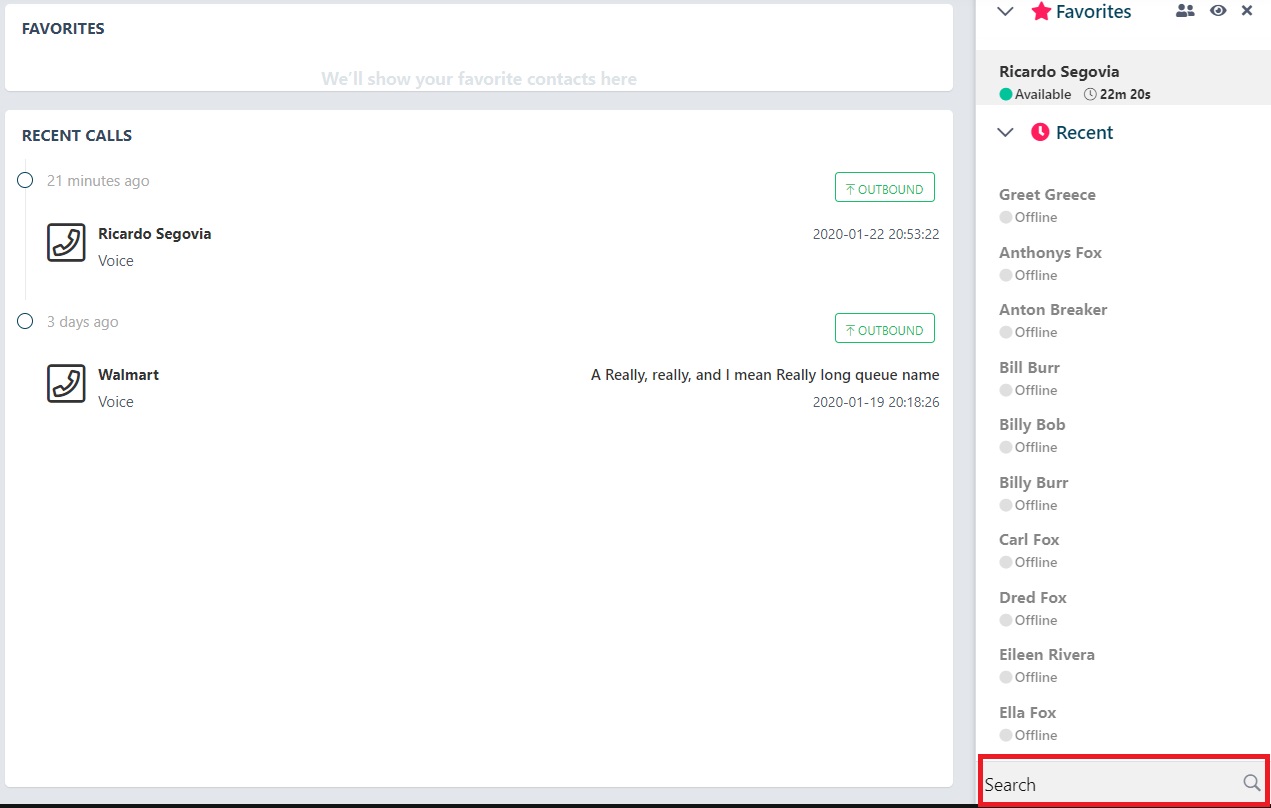 FAVORITES
We'll show your favorite contacts here
RECENT CALLS
21 minutes ago
OUTBOUND
Ricardo Segovia
2020-01-22 20:53:22
Voice
3 days ago
OUTBOUND
Walmart
A Really, really, and I mean Really long queue name
Voice
2020-01-19 20:18:26
Favorites
Ricardo Segovia
Available 22m 20s
Recent
Greet Greece
Offline
Anthonys Fox
Offline
Anton Breaker
Offline
Bill Burr
Offline
Billy Bob
Offline
Billy Burr
Offline
Carl Fox
Offline
Dred Fox
Offline
Eileen Rivera
Offline
Ella Fox
Offline
Search